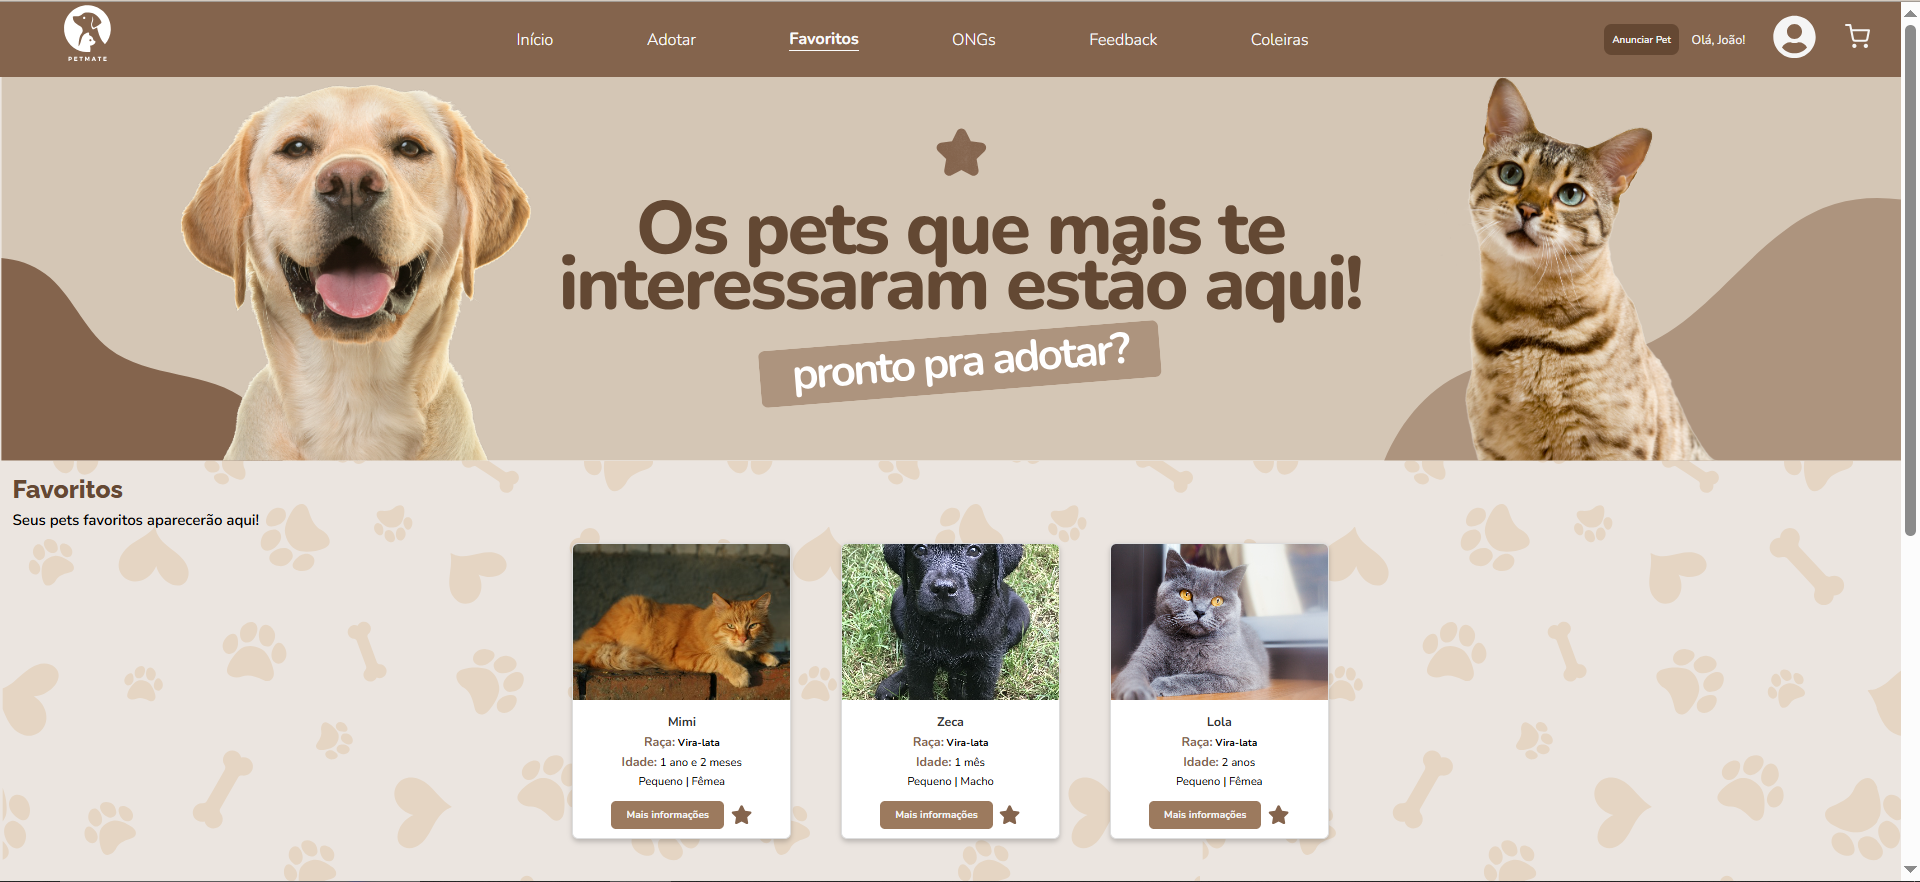 PETMATE
Início
Adotar
Favoritos
ONGs
Feedback
Coleiras
Anunciar Pet
Olá, João!
Os pets que mais te
interessaram estão aqui!
pronto pra adotar?
Favoritos
Seus pets favoritos aparecerão aqui!
Mimi
Raça: Vira-lata
Idade: 1 ano e 2 meses
Pequeno | Fêmea
Mais informações
Zeca
Raça: Vira-lata
Idade: 1 mês
Pequeno | Macho
Mais informações
Lola
Raça: Vira-lata
Idade: 2 anos
Pequeno | Fêmea
Mais informações